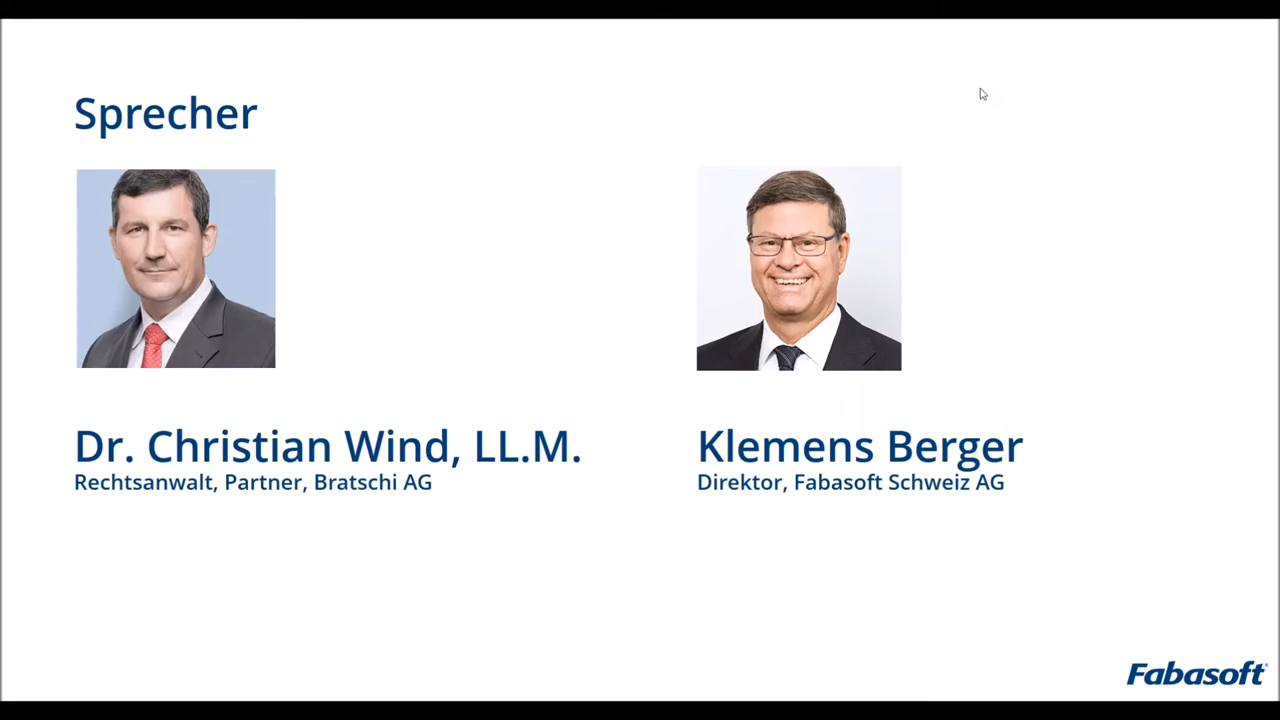 Sprecher
Dr. Christian Wind, LL.M.
Rechtsanwalt, Partner, Bratschi AG
Klemens Berger
Direktor, Fabasoft Schweiz AG
Fabasoft®